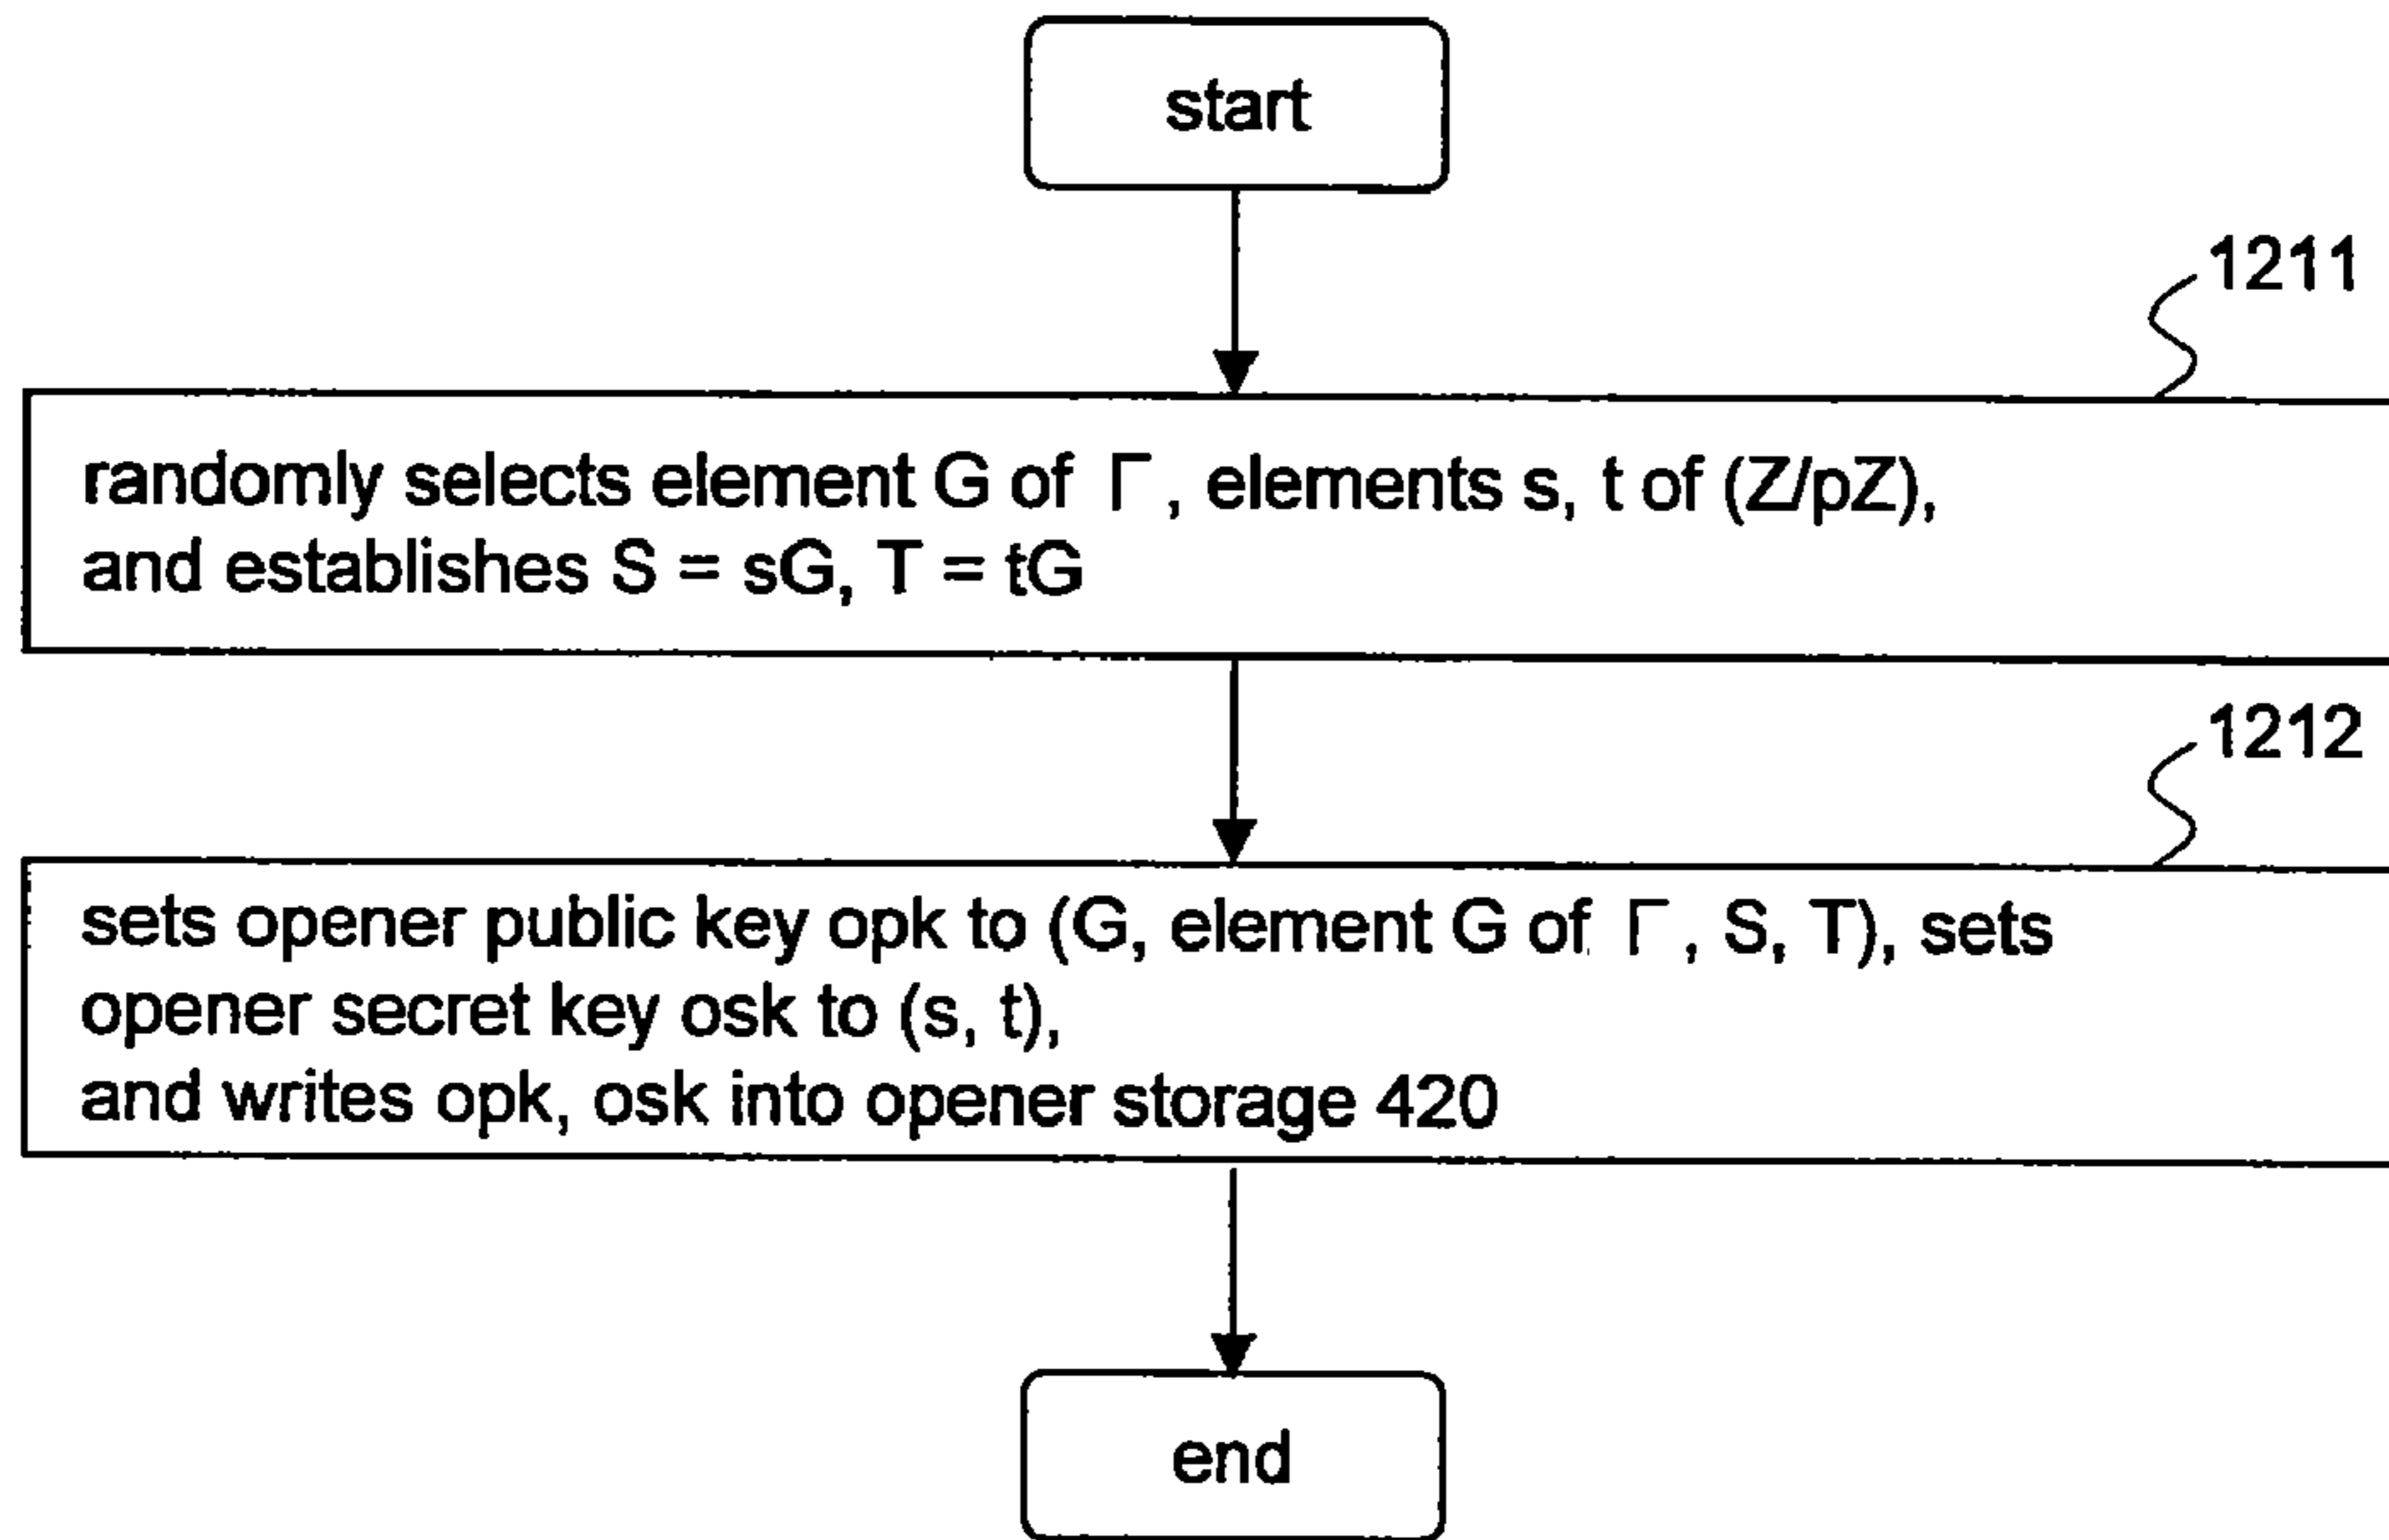 start
1211
randomly selects element G of Γ, elements s, t of (Z/pZ),
and establishes S = sG, T = tG
1212
sets opener public key opk to (G, element G of Γ, S, T), sets
opener secret key osk to (s, t),
and writes opk, osk into opener storage 420
end